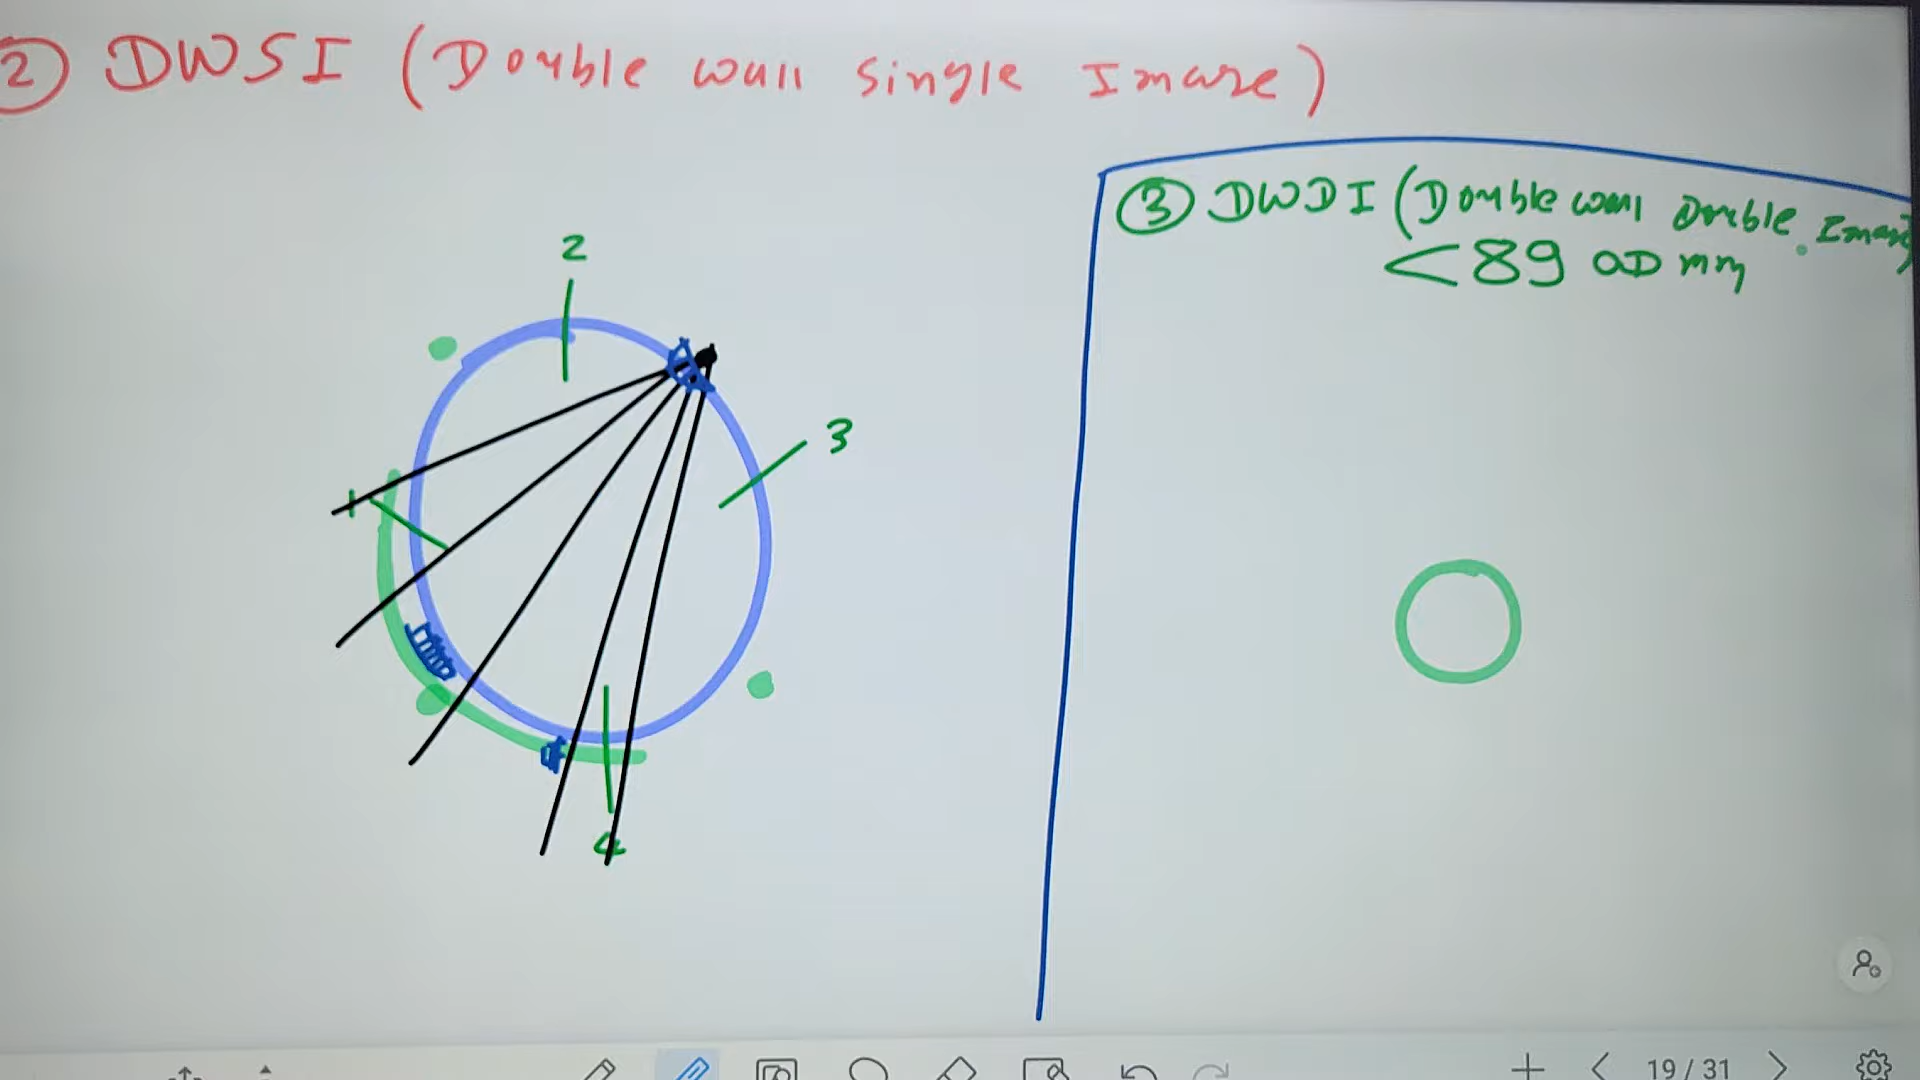 ② DWSI (Double wall single Image)
③ DWDI (Double wall Double Image)
<89 OD mm
2
3
1
4
19 / 31